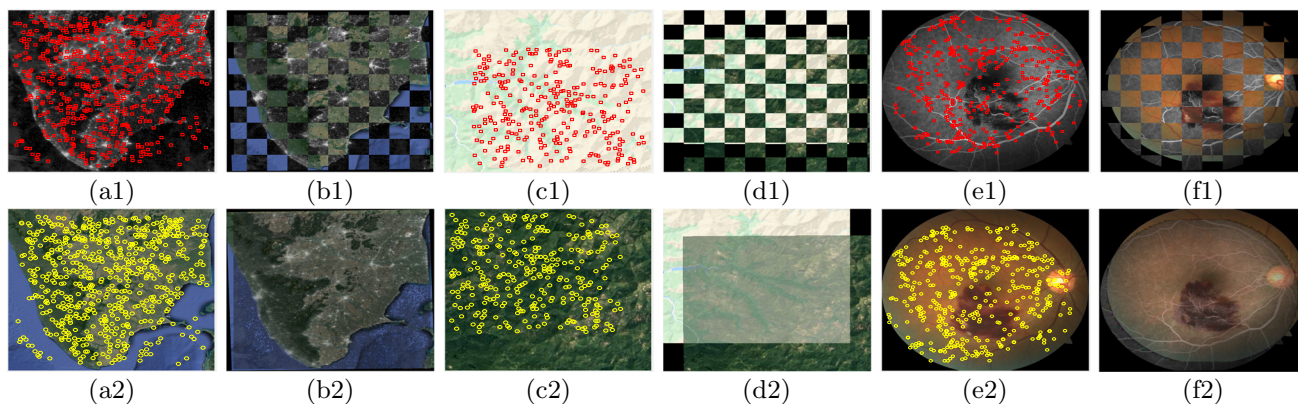 (a1) (b1) (c1) (d1) (e1) (f1)
(a2) (b2) (c2) (d2) (e2) (f2)